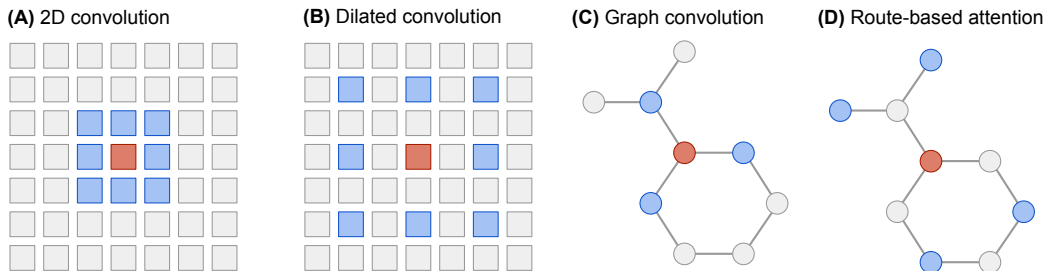 (A) 2D convolution
(B) Dilated convolution
(C) Graph convolution
(D) Route-based attention